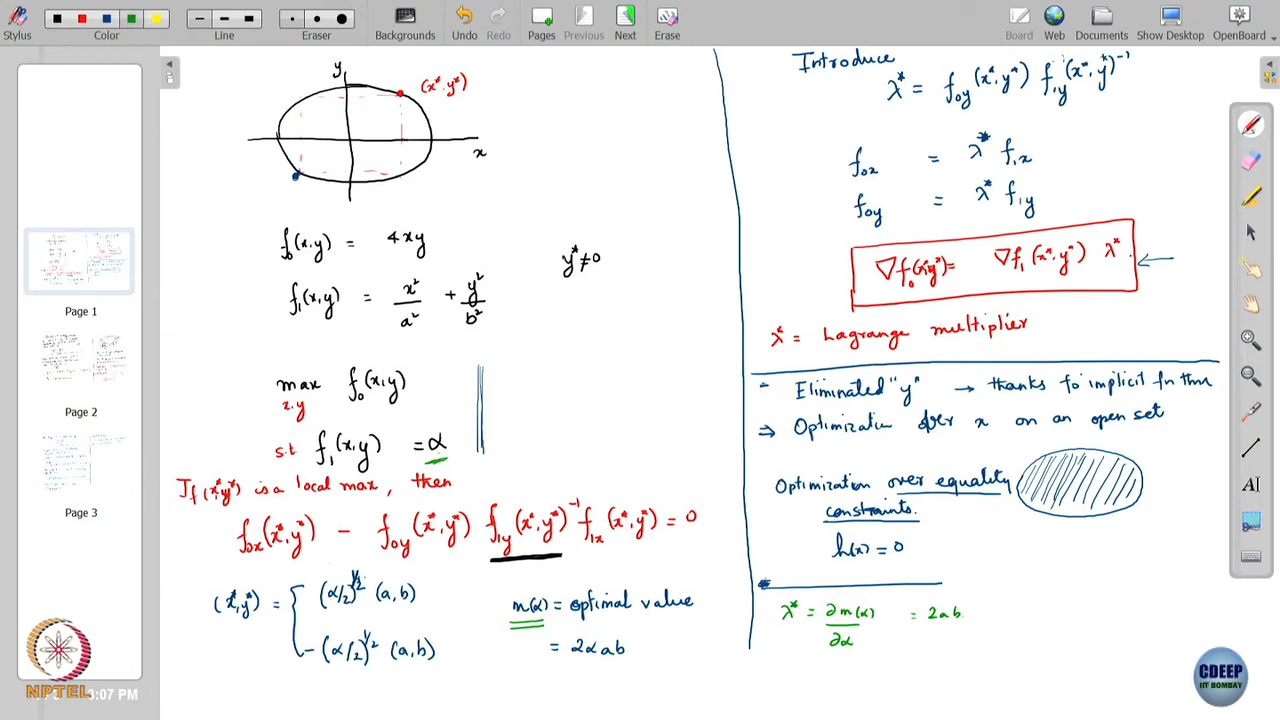 Stylus
Color
Line
Eraser
Backgrounds
Undo
Redo
Pages
Previous
Next
Erase
Board
Web
Documents
Show Desktop
OpenBoard
Page 1
Page 2
Page 3
y
(x*,y*)
x
f₀(x,y) = 4xy
y* ≠ 0
f₁(x,y) = x²/a² + y²/b²
max f₀(x,y)
x,y
s.t f₁(x,y) = α
If (x*,y*) is a local max, then
f₀ₓ(x*,y*) - f₀y(x*,y*) f₁y(x*,y*)⁻¹ f₁ₓ(x*,y*) = 0
(x*,y*) = { (α/2)^1/2 (a,b)
-(α/2)^1/2 (a,b)
m(α) = optimal value
= 2αab
Introduce
λ* = f₀y(x*,y*) f₁y(x*,y*)⁻¹
f₀ₓ = λ* f₁ₓ
f₀y = λ* f₁y
∇f₀(x*,y*) = ∇f₁(x*,y*) λ*.
λ* = Lagrange multiplier
- Eliminated "y" → thanks to implicit fn thm
⇒ Optimization over x on an open set
Optimization over equality
constraints.
h(x) = 0
λ* = ∂m(α)/∂α = 2ab
NPTEL
3:07 PM
CDEEP
IIT BOMBAY